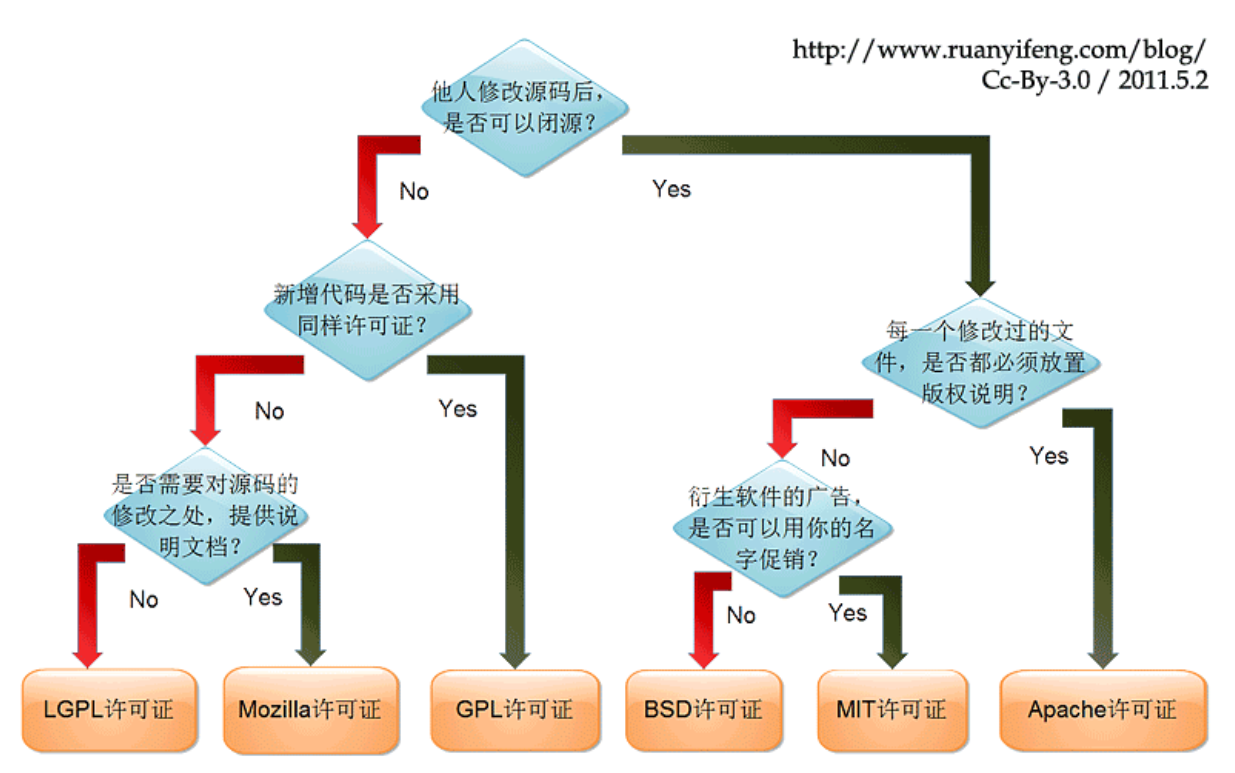 http://www.ruanyifeng.com/blog/
Cc-By-3.0 / 2011.5.2
他人修改源码后，
是否可以闭源？
No
Yes
新增代码是否采用
同样许可证？
每一个修改过的文
件，是否都必须放置
版权说明？
No
Yes
No
Yes
是否需要对源码的
修改之处，提供说
明文档？
衍生软件的广告，
是否可以用你的名
字促销？
No
Yes
No
Yes
LGPL许可证
Mozilla许可证
GPL许可证
BSD许可证
MIT许可证
Apache许可证